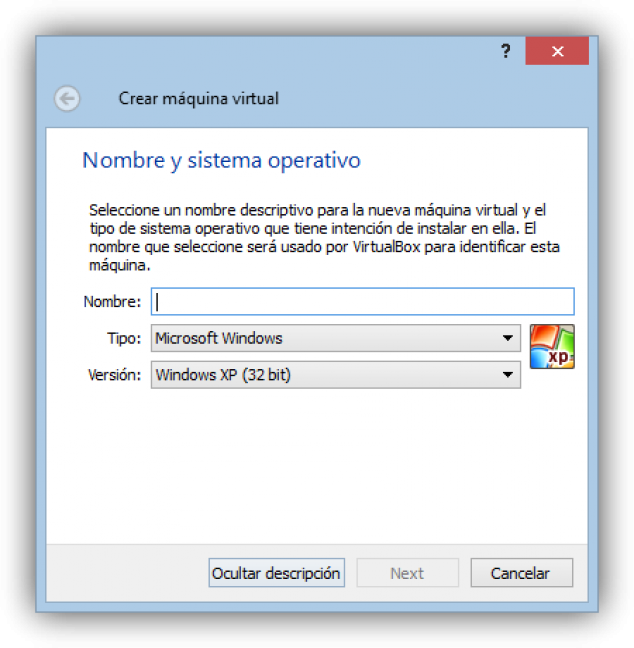 ?
Crear máquina virtual
Nombre y sistema operativo
Seleccione un nombre descriptivo para la nueva máquina virtual y el
tipo de sistema operativo que tiene intención de instalar en ella. El
nombre que seleccione será usado por VirtualBox para identificar esta
máquina.
Nombre:
Tipo: Microsoft Windows
xp
Versión: Windows XP (32 bit)
Ocultar descripción Next Cancelar